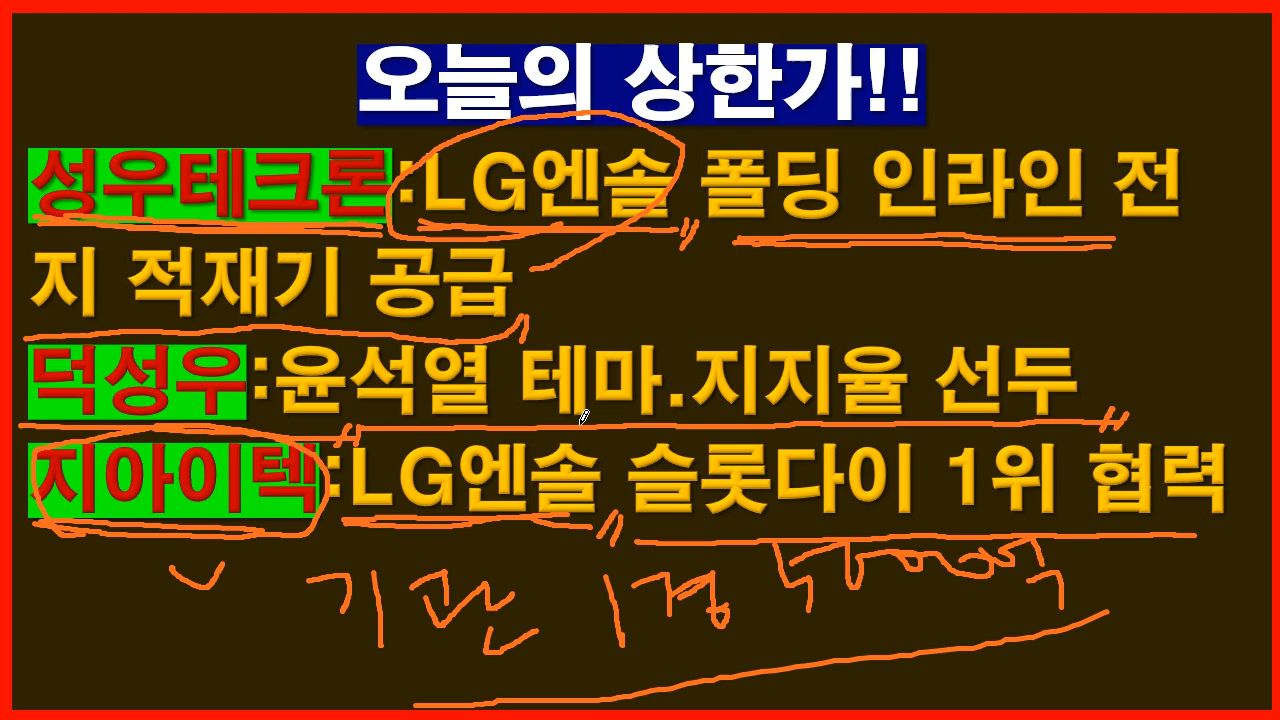 오늘의 상한가!!
성우테크론:LG엔솔 폴딩 인라인 전
지 적재기 공급
덕성우:윤석열 테마.지지율 선두
지아이텍:LG엔솔 슬롯다이 1위 협력
기관 1경